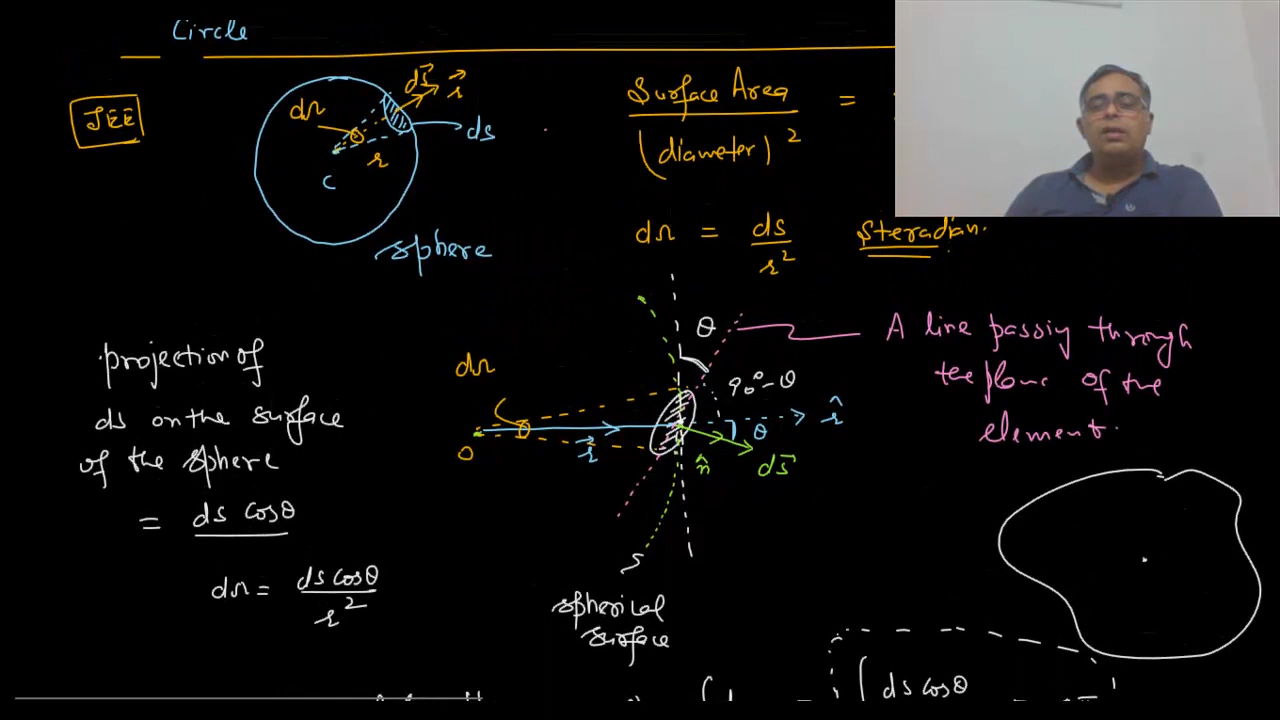 Circle
JEE
dΩ
ds⃗
r⃗
ds
r
C
sphere
Surface Area
(diameter)²
=
dΩ = ds
r²
steradian.
projection of
ds on the surface
of the sphere
= ds cosθ
dΩ = ds cosθ
r²
dΩ
O
r⃗
θ
90°-θ
r̂
θ
n̂
ds⃗
spherical
surface
A line passiy through
the plane of the
element.
ds cosθ